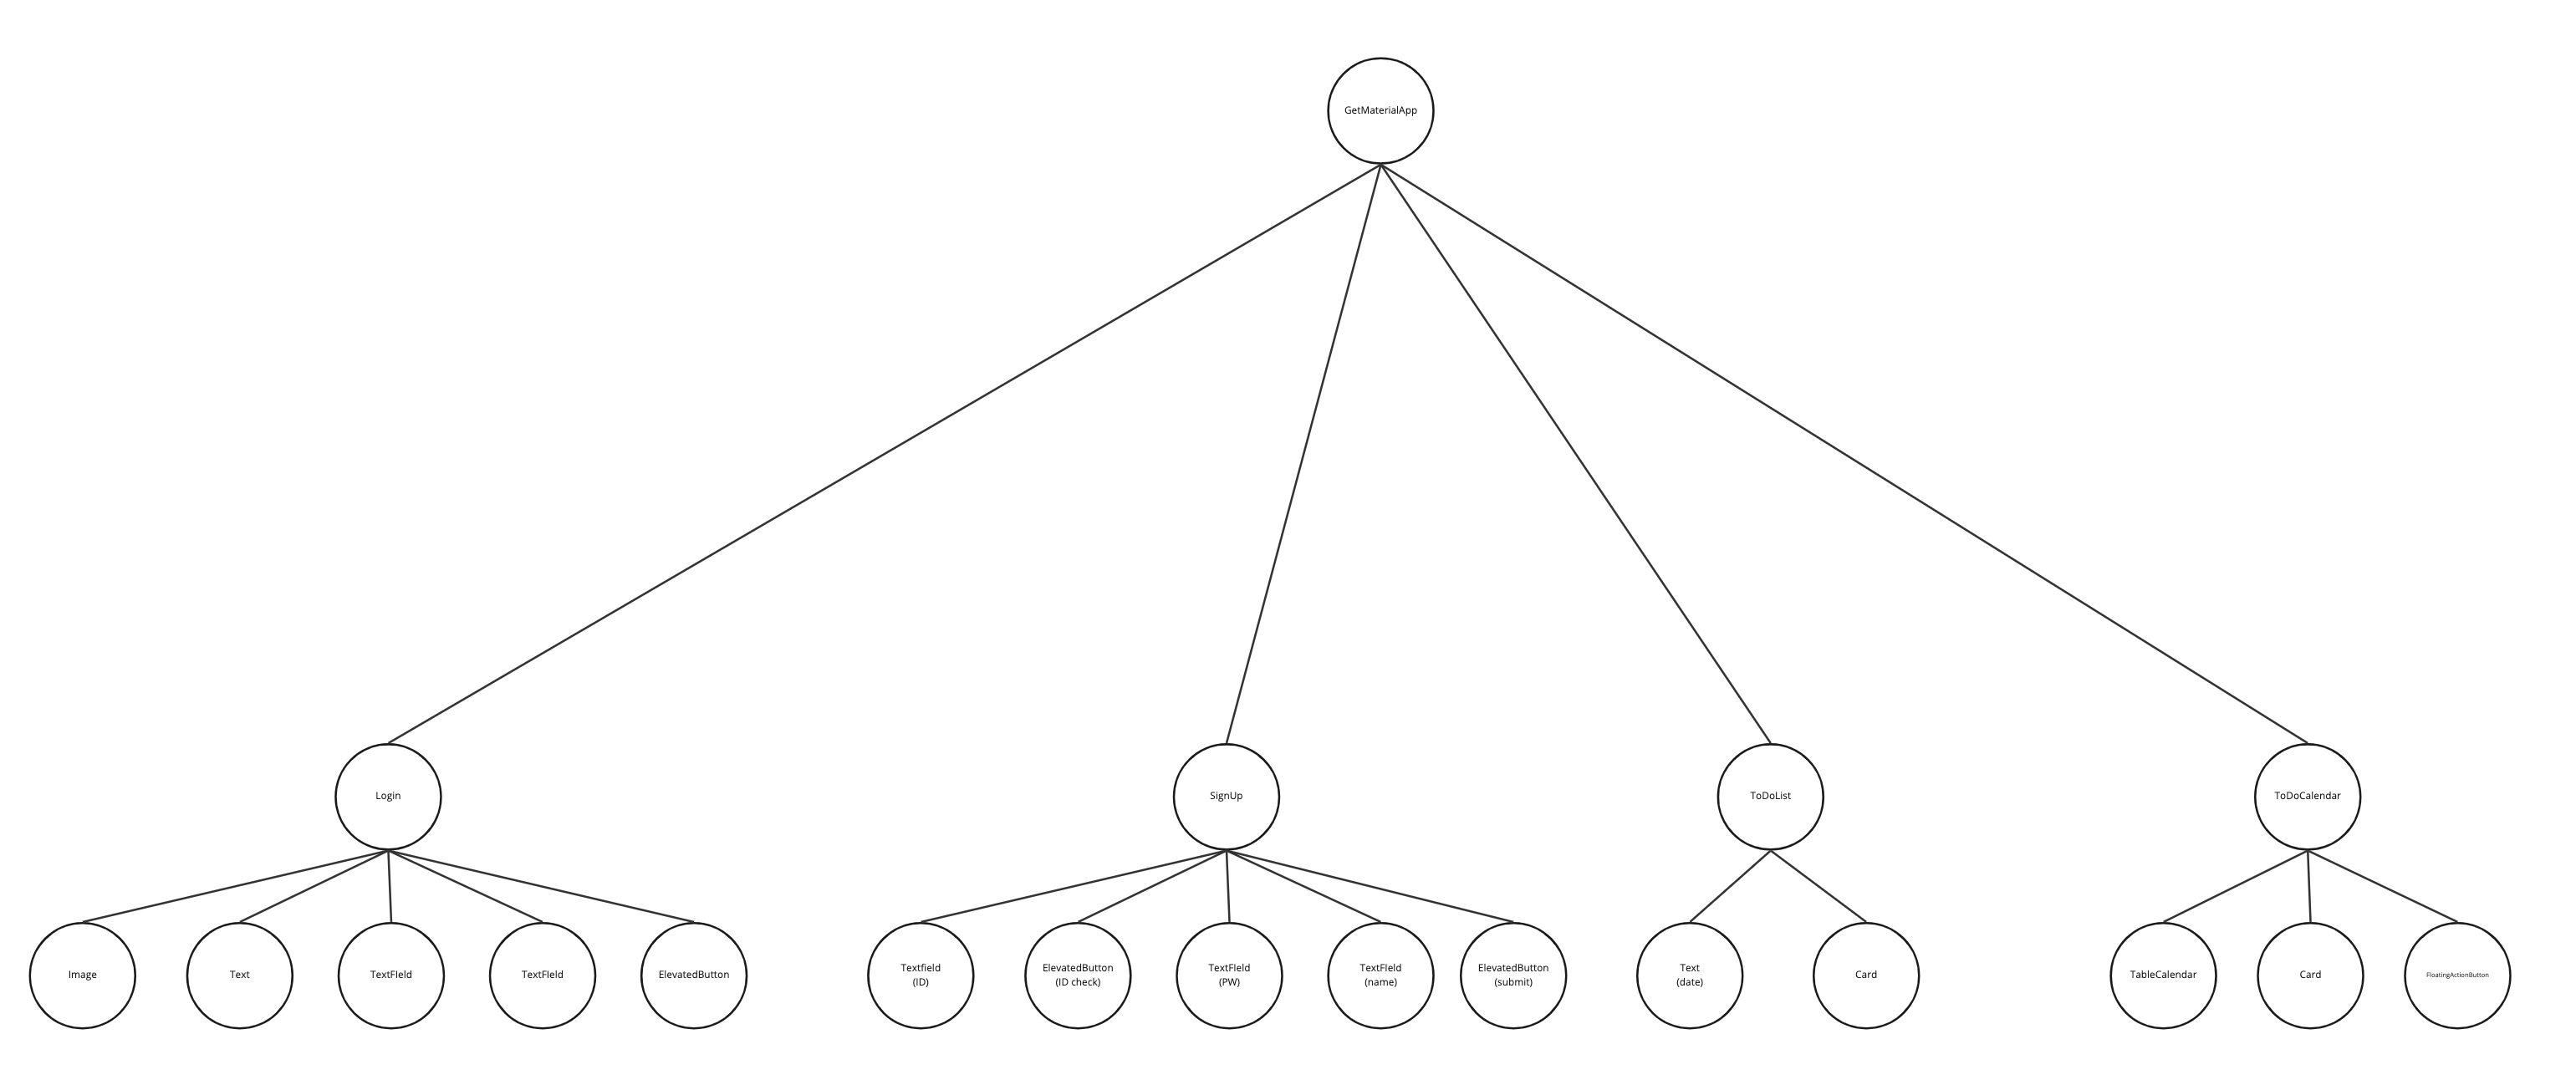 GetMaterialApp
Login
SignUp
ToDoList
ToDoCalendar
Image
Text
TextFIeld
TextFIeld
ElevatedButton
Textfield
(ID)
ElevatedButton
(ID check)
TextFIeld
(PW)
TextFIeld
(name)
ElevatedButton
(submit)
Text
(date)
Card
TableCalendar
Card
FloatingActionButton